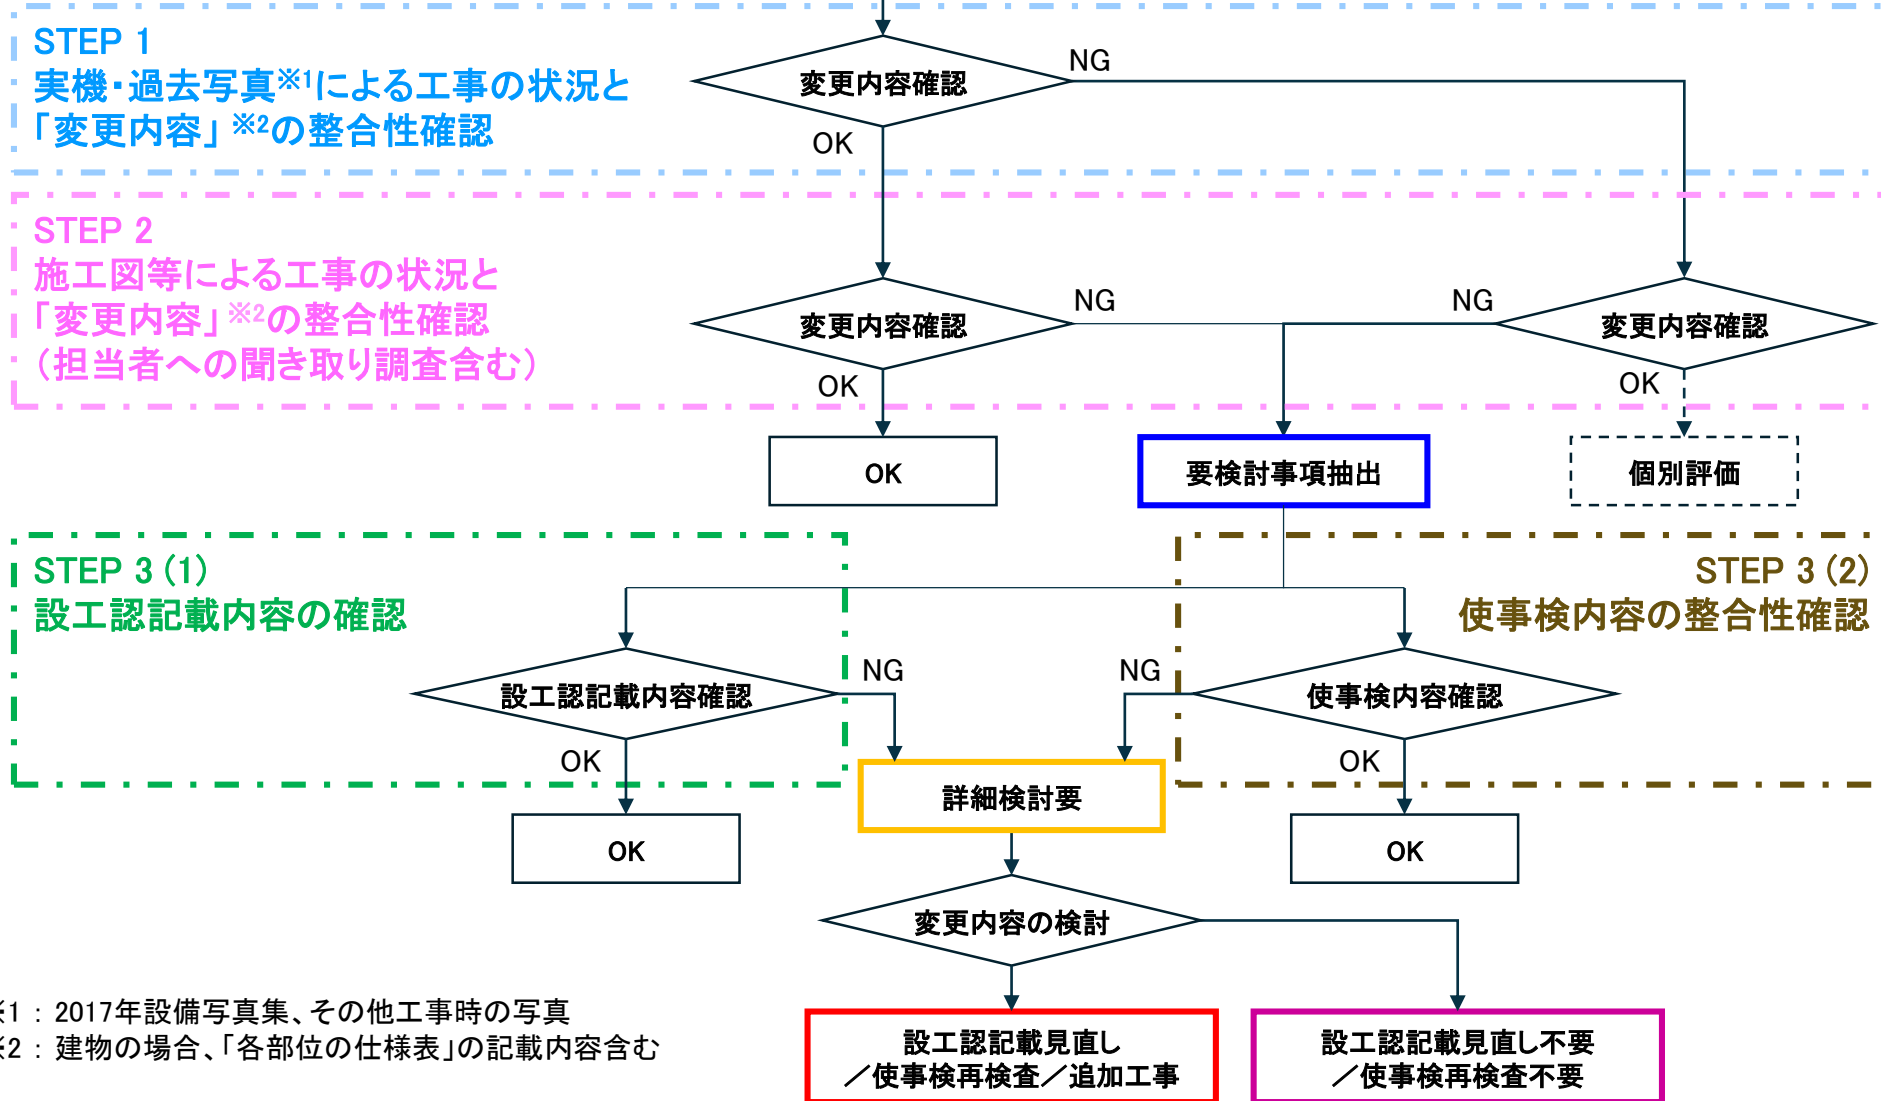 STEP 1
実機・過去写真※1による工事の状況と
「変更内容」※2の整合性確認
変更内容確認
NG
OK
STEP 2
施工図等による工事の状況と
「変更内容」※2の整合性確認
（担当者への聞き取り調査含む）
変更内容確認
NG
OK
NG
変更内容確認
OK
OK
要検討事項抽出
個別評価
STEP 3 (1)
設工認記載内容の確認
STEP 3 (2)
使事検内容の整合性確認
設工認記載内容確認
NG
OK
NG
使事検内容確認
OK
詳細検討要
OK
OK
変更内容の検討
設工認記載見直し
／使事検再検査／追加工事
設工認記載見直し不要
／使事検再検査不要
※1：2017年設備写真集、その他工事時の写真
※2：建物の場合、「各部位の仕様表」の記載内容含む